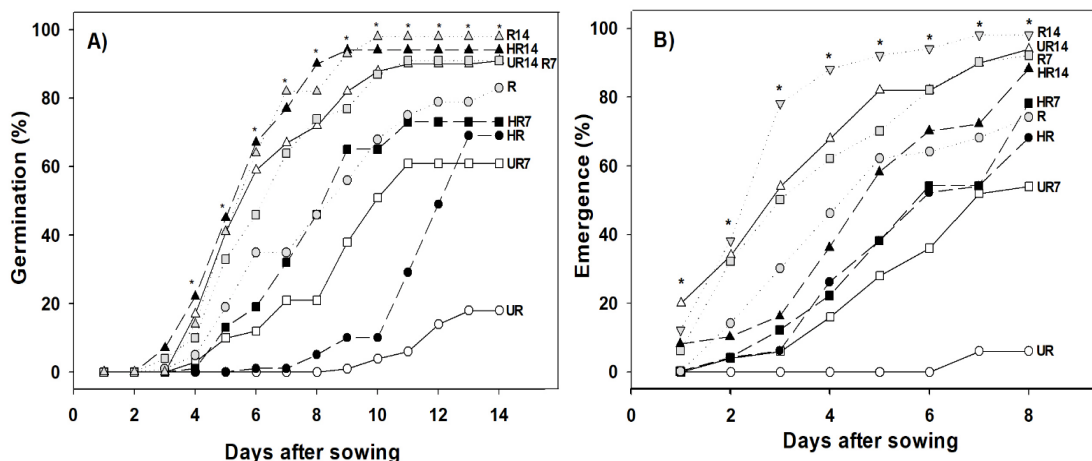 A)
Germination (%)
100
80
60
40
20
0
* * * * * * * * * * *
R14
HR14
UR14 R7
R
HR7
HR
UR7
UR
0 2 4 6 8 10 12 14
Days after sowing
B)
Emergence (%)
100
80
60
40
20
0
* * * * * * * *
R14
UR14
R7
HR14
HR7
R
HR
UR7
UR
0 2 4 6 8
Days after sowing